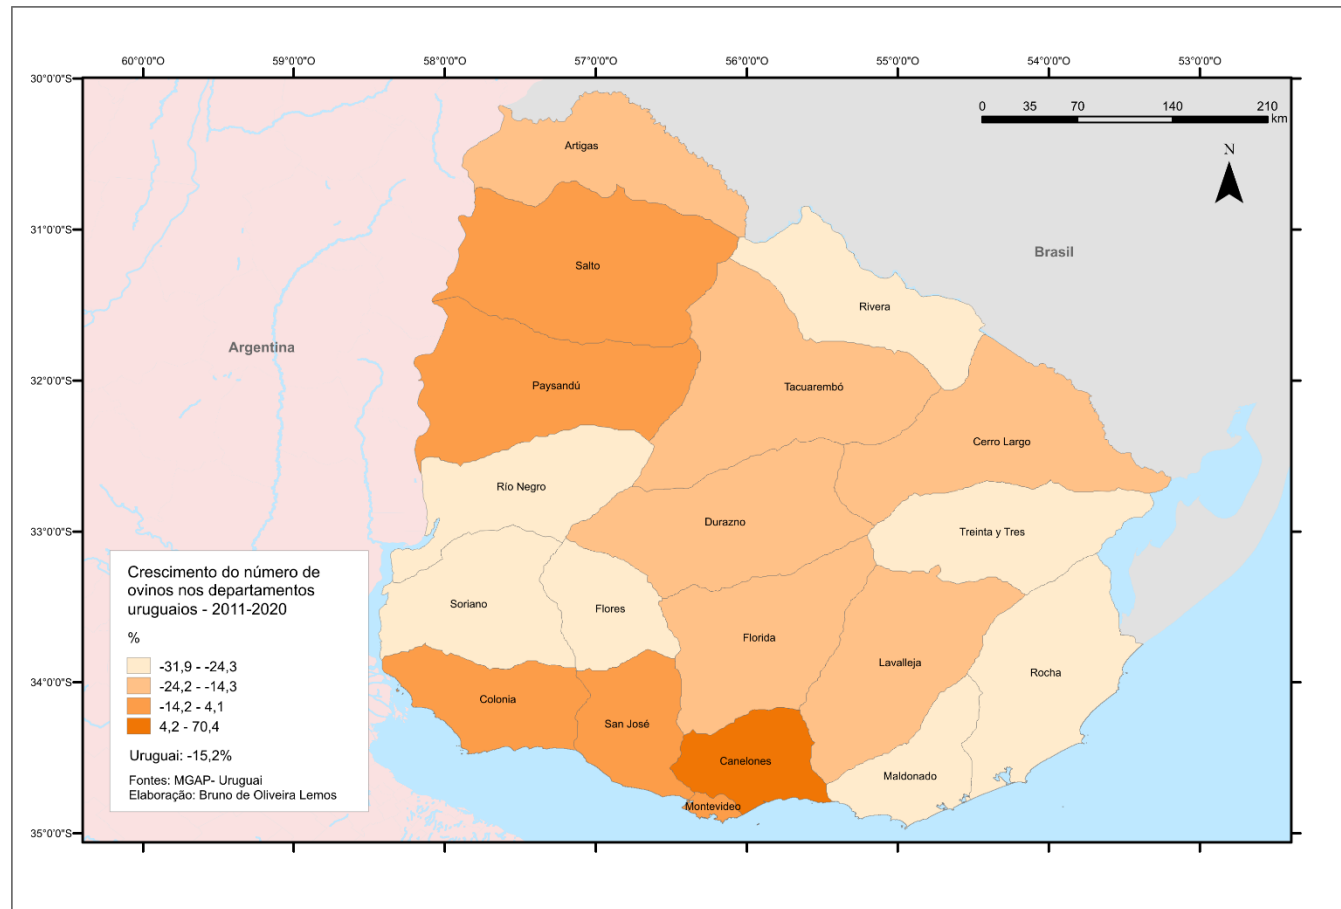 60°0'0"O 59°0'0"O 58°0'0"O 57°0'0"O 56°0'0"O 55°0'0"O 54°0'0"O 53°0'0"O
30°0'0"S
0 35 70 140 210
km
N
Artigas
31°0'0"S
Brasil
Salto
Rivera
Argentina
32°0'0"S
Paysandú
Tacuarembó
Cerro Largo
Río Negro
Durazno
33°0'0"S
Treinta y Tres
Soriano
Flores
Florida
Lavalleja
Rocha
34°0'0"S
Colonia
San José
Canelones
Maldonado
Montevideo
35°0'0"S
Crescimento do número de
ovinos nos departamentos
uruguaios - 2011-2020
%
-31,9 - -24,3
-24,2 - -14,3
-14,2 - 4,1
4,2 - 70,4
Uruguai: -15,2%
Fontes: MGAP- Uruguai
Elaboração: Bruno de Oliveira Lemos